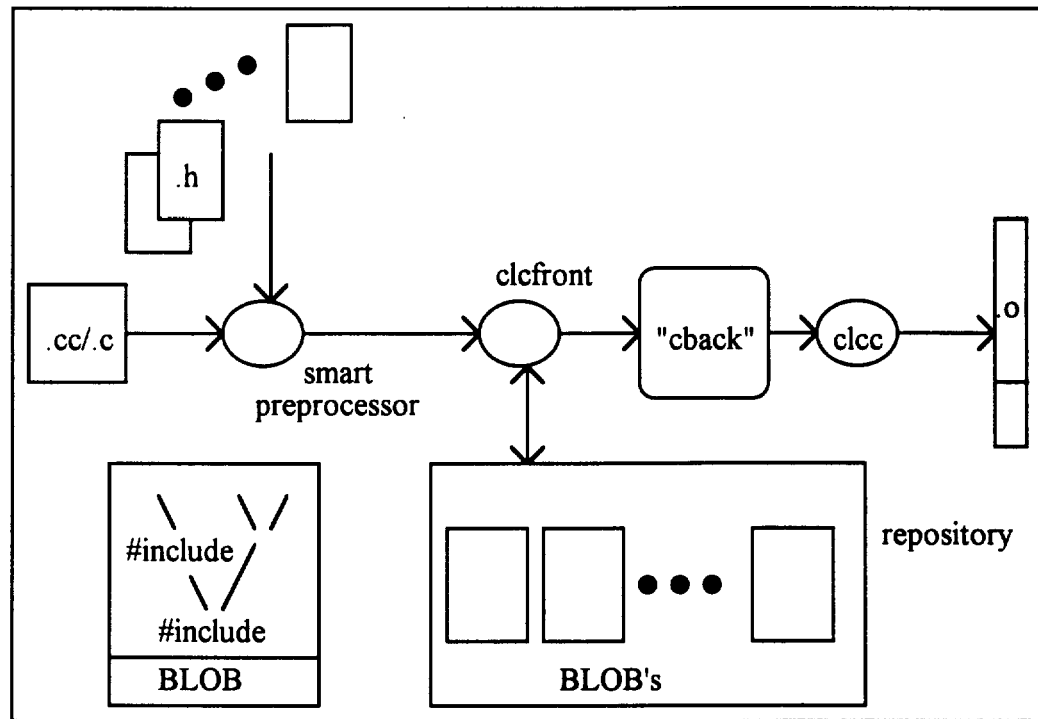 .h
clcfront
.cc/.c
"cback"
clcc
.o
smart
preprocessor
#include
#include
BLOB
repository
BLOB's